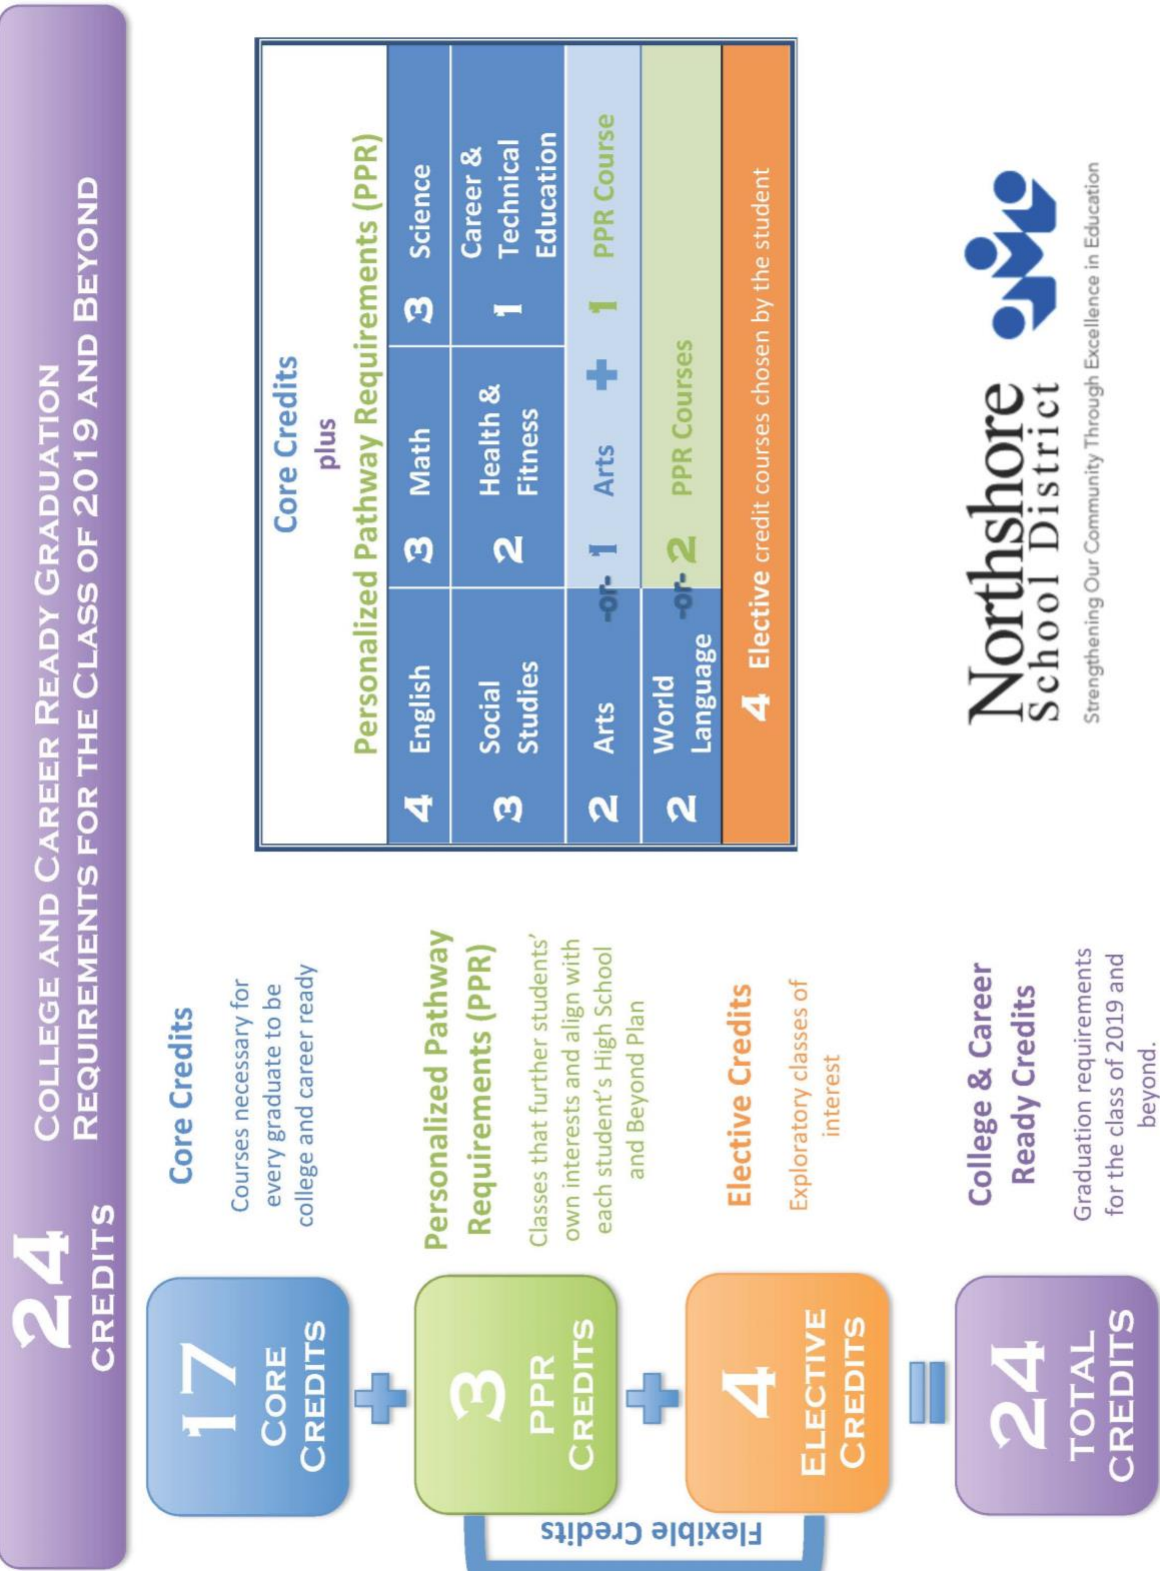 24
CREDITS
COLLEGE AND CAREER READY GRADUATION
REQUIREMENTS FOR THE CLASS OF 2019 AND BEYOND
17
CORE
CREDITS
Core Credits
Courses necessary for
every graduate to be
college and career ready
3
PPR
CREDITS
Personalized Pathway
Requirements (PPR)
Classes that further students'
own interests and align with
each student's High School
and Beyond Plan
4
ELECTIVE
CREDITS
Elective Credits
Exploratory classes of
interest
Flexible Credits
24
TOTAL
CREDITS
College & Career
Ready Credits
Graduation requirements
for the class of 2019 and
beyond.
Core Credits
plus
Personalized Pathway Requirements (PPR)
4 English
3 Math
3 Science
3 Social
Studies
2 Health &
Fitness
1 Career &
Technical
Education
2 Arts -or- 1 Arts + 1 PPR Course
2 World
Language -or- 2 PPR Courses
4 Elective credit courses chosen by the student
Northshore
School District
Strengthening Our Community Through Excellence in Education